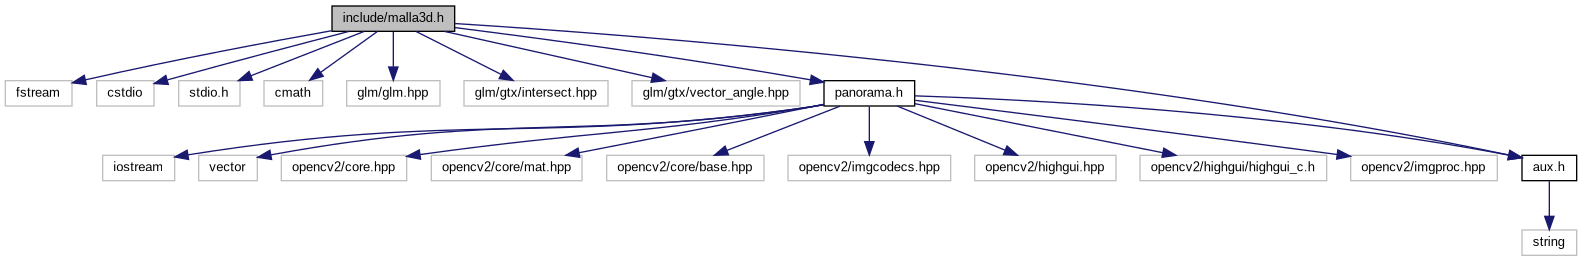 include/malla3d.h
fstream
cstdio
stdio.h
cmath
glm/glm.hpp
glm/gtx/intersect.hpp
glm/gtx/vector_angle.hpp
panorama.h
iostream
vector
opencv2/core.hpp
opencv2/core/mat.hpp
opencv2/core/base.hpp
opencv2/imgcodecs.hpp
opencv2/highgui.hpp
opencv2/highgui/highgui_c.h
opencv2/imgproc.hpp
aux.h
string